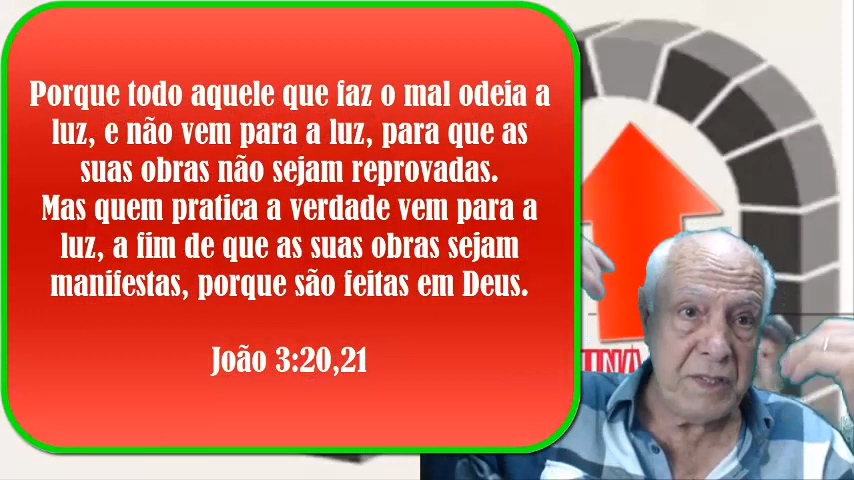 Porque todo aquele que faz o mal odeia a
luz, e não vem para a luz, para que as
suas obras não sejam reprovadas.
Mas quem pratica a verdade vem para a
luz, a fim de que as suas obras sejam
manifestas, porque são feitas em Deus.
João 3:20,21